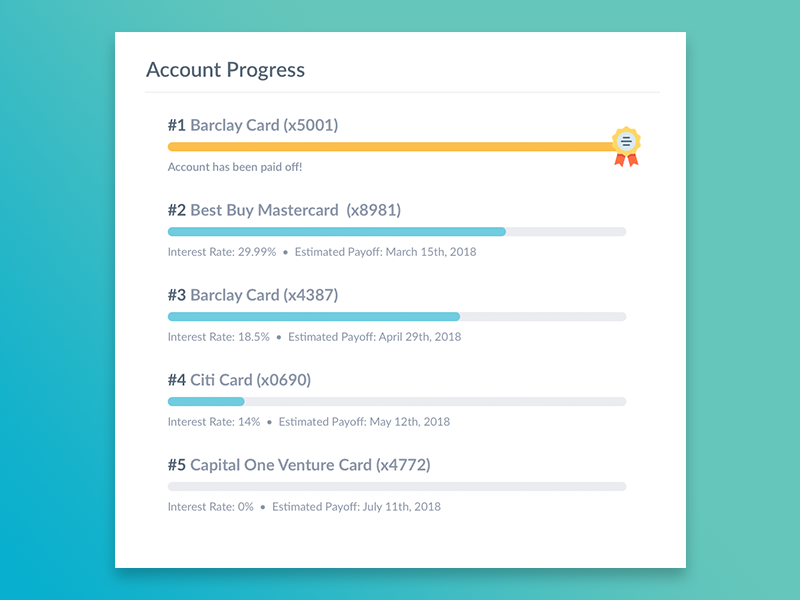 Account Progress
#1 Barclay Card (x5001)
Account has been paid off!
#2 Best Buy Mastercard (x8981)
Interest Rate: 29.99% • Estimated Payoff: March 15th, 2018
#3 Barclay Card (x4387)
Interest Rate: 18.5% • Estimated Payoff: April 29th, 2018
#4 Citi Card (x0690)
Interest Rate: 14% • Estimated Payoff: May 12th, 2018
#5 Capital One Venture Card (x4772)
Interest Rate: 0% • Estimated Payoff: July 11th, 2018